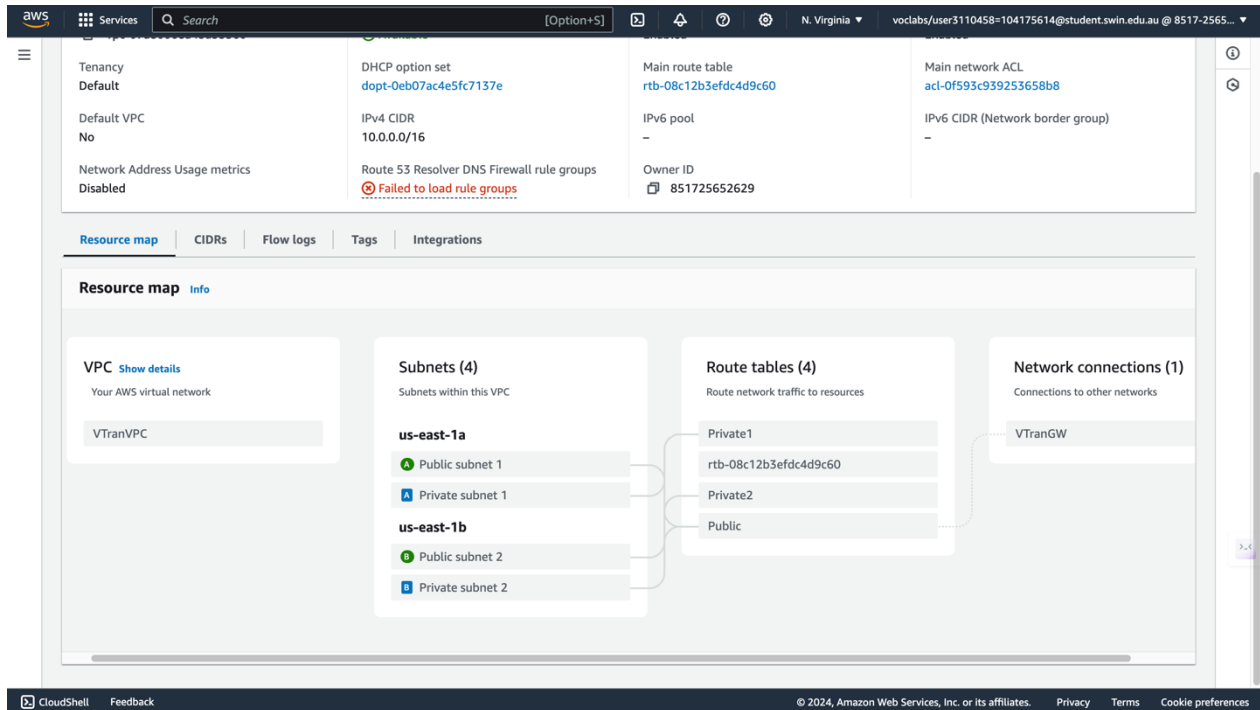 aws
Services
Search
[Option+S]
N. Virginia
voclabs/user3110458=104175614@student.swin.edu.au @ 8517-2565...
Tenancy
Default
DHCP option set
dopt-0eb07ac4e5fc7137e
Main route table
rtb-08c12b3efdc4d9c60
Main network ACL
acl-0f593c939253658b8
Default VPC
No
IPv4 CIDR
10.0.0.0/16
IPv6 pool
–
IPv6 CIDR (Network border group)
–
Network Address Usage metrics
Disabled
Route 53 Resolver DNS Firewall rule groups
Failed to load rule groups
Owner ID
851725652629
Resource map
CIDRs
Flow logs
Tags
Integrations
Resource map Info
VPC Show details
Your AWS virtual network
VTranVPC
Subnets (4)
Subnets within this VPC
us-east-1a
A Public subnet 1
A Private subnet 1
us-east-1b
B Public subnet 2
B Private subnet 2
Route tables (4)
Route network traffic to resources
Private1
rtb-08c12b3efdc4d9c60
Private2
Public
Network connections (1)
Connections to other networks
VTranGW
CloudShell
Feedback
© 2024, Amazon Web Services, Inc. or its affiliates.
Privacy
Terms
Cookie preferences